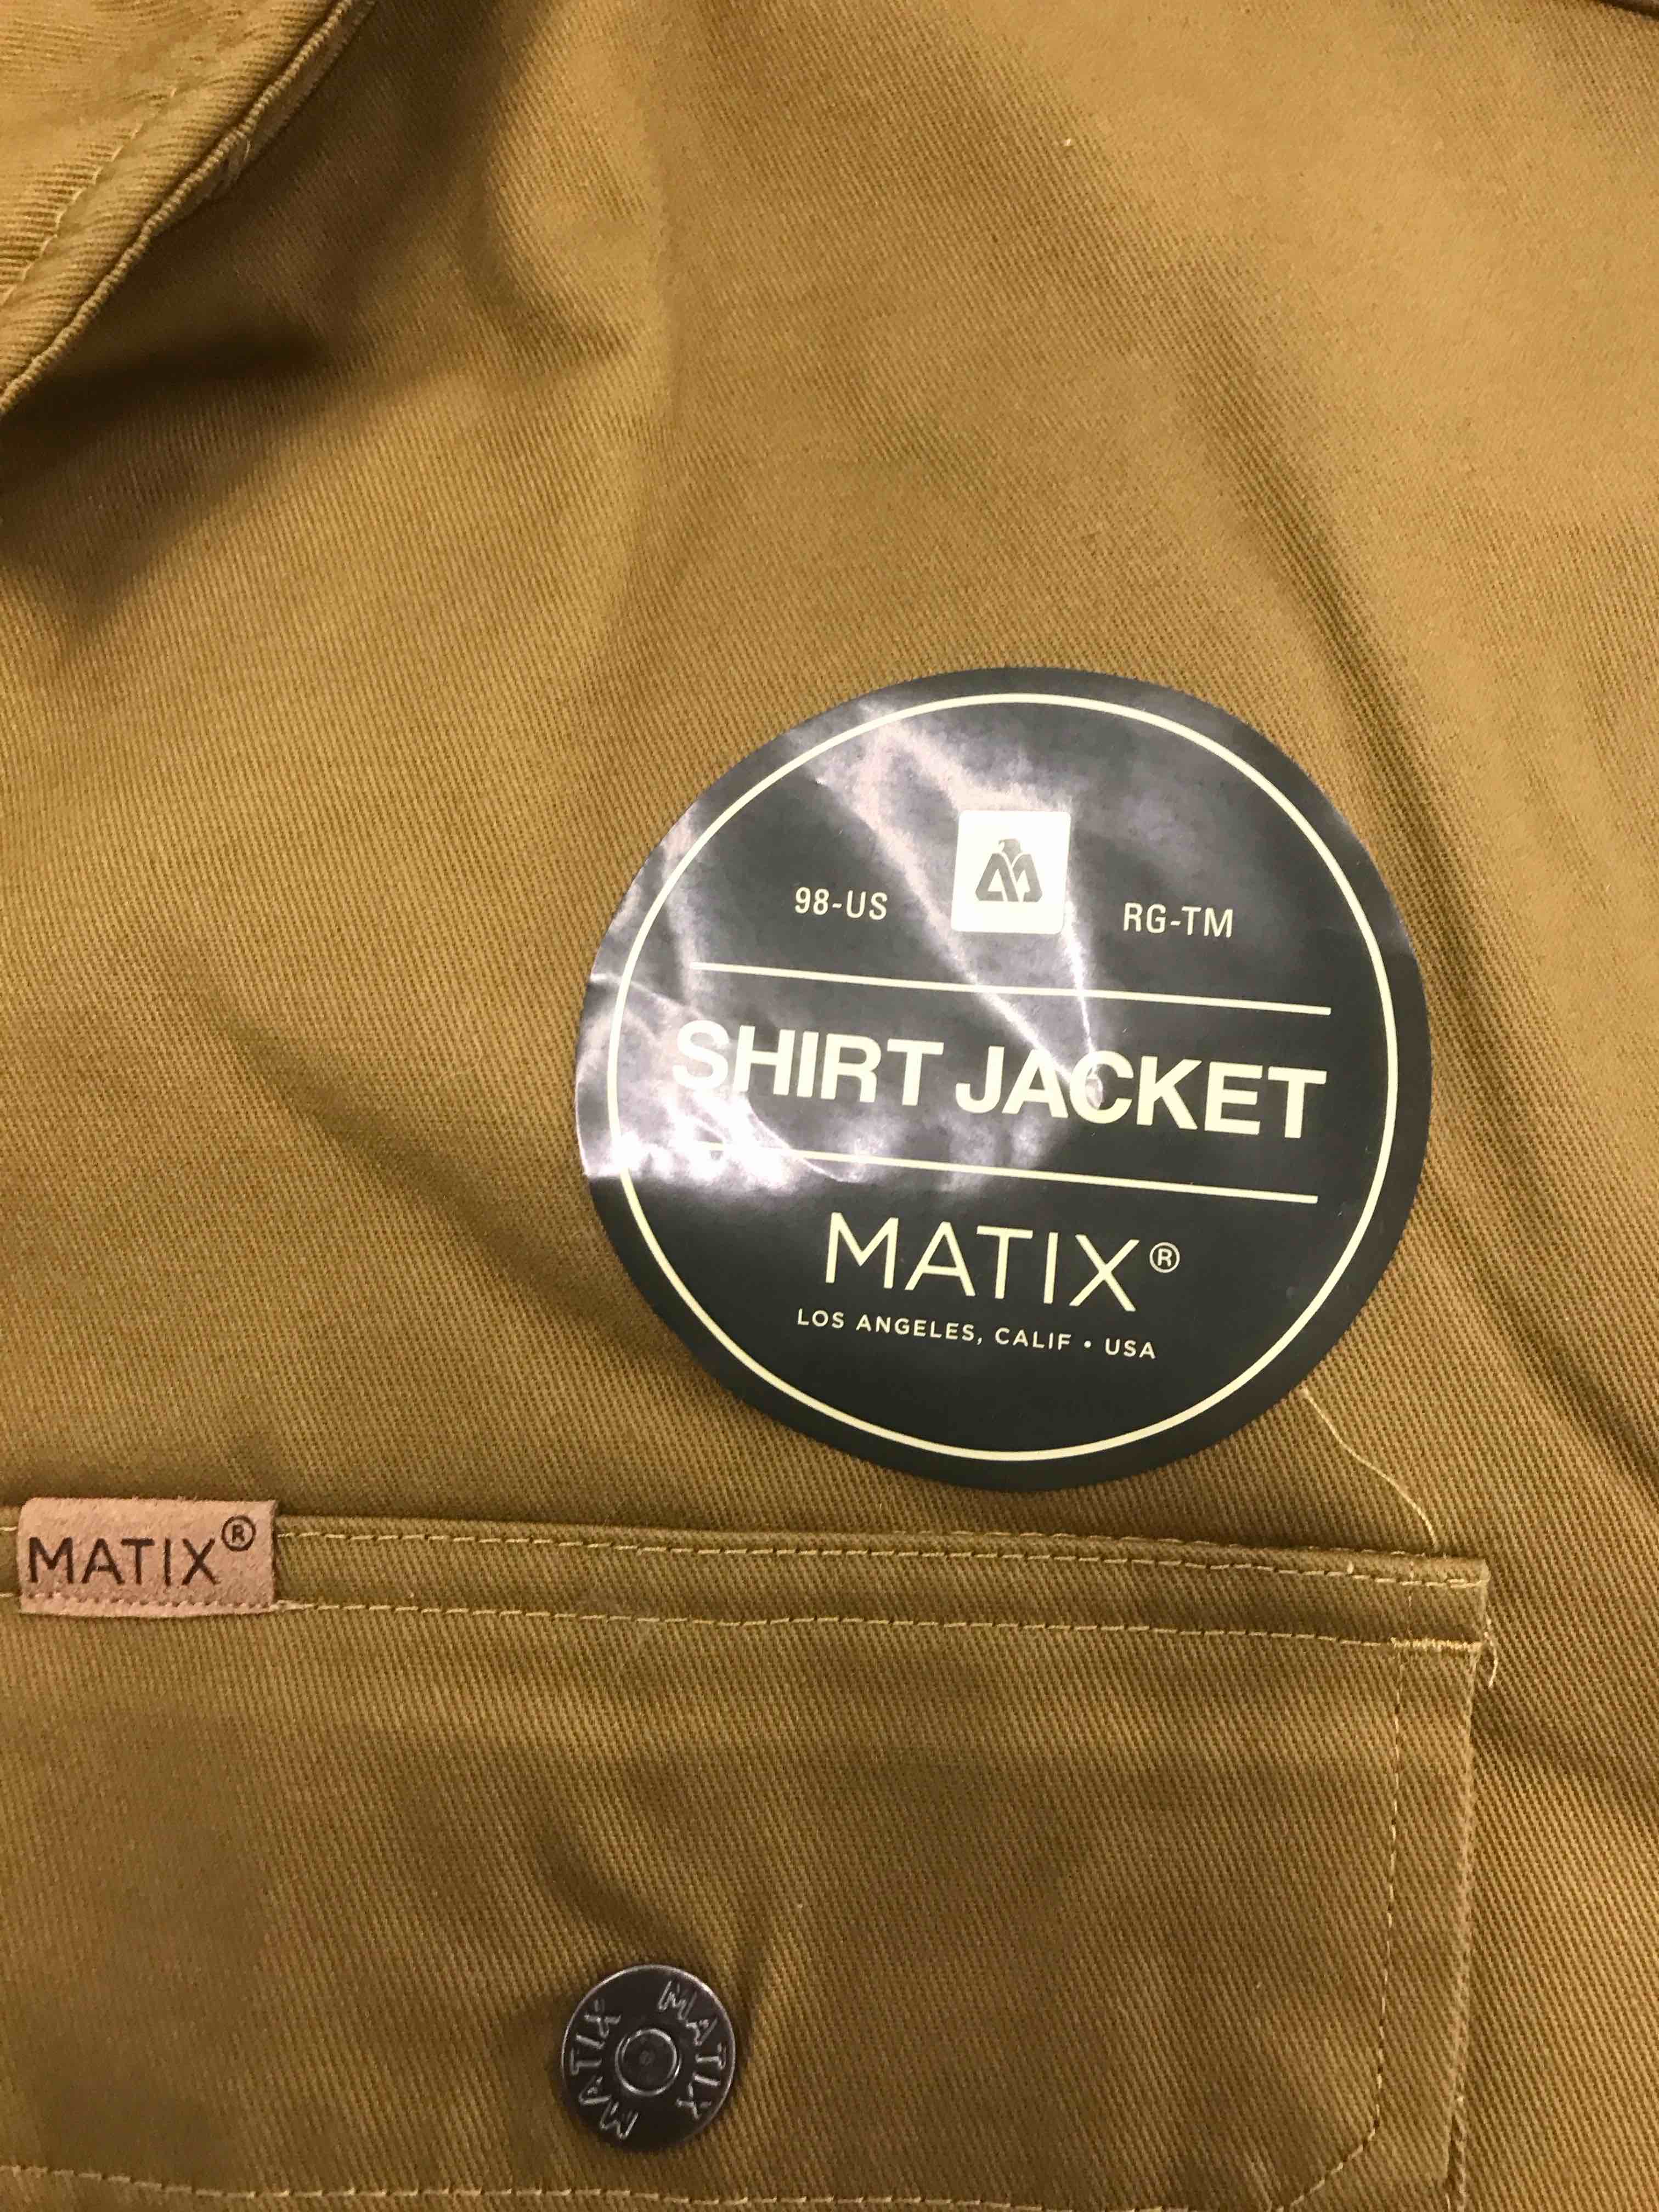 98-US
RG-TM
SHIRT JACKET
MATIX®
LOS ANGELES, CALIF • USA
MATIX®
MATIX MATIX